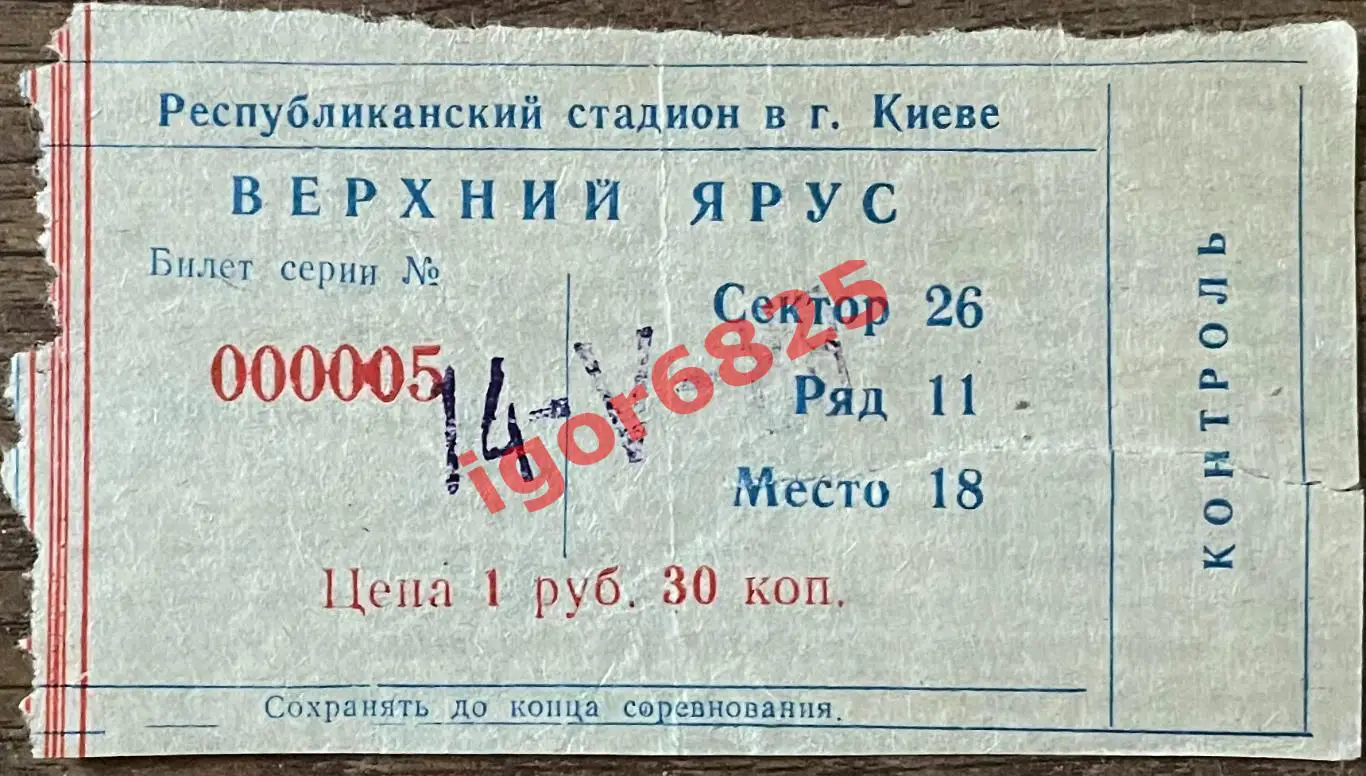 Республиканский стадион в г. Киеве
ВЕРХНИЙ ЯРУС
Билет серии №
000005
14-V-
Сектор 26
Ряд 11
Место 18
Цена 1 руб. 30 коп.
Сохранять до конца соревнования.
КОНТРОЛЬ
igor6825